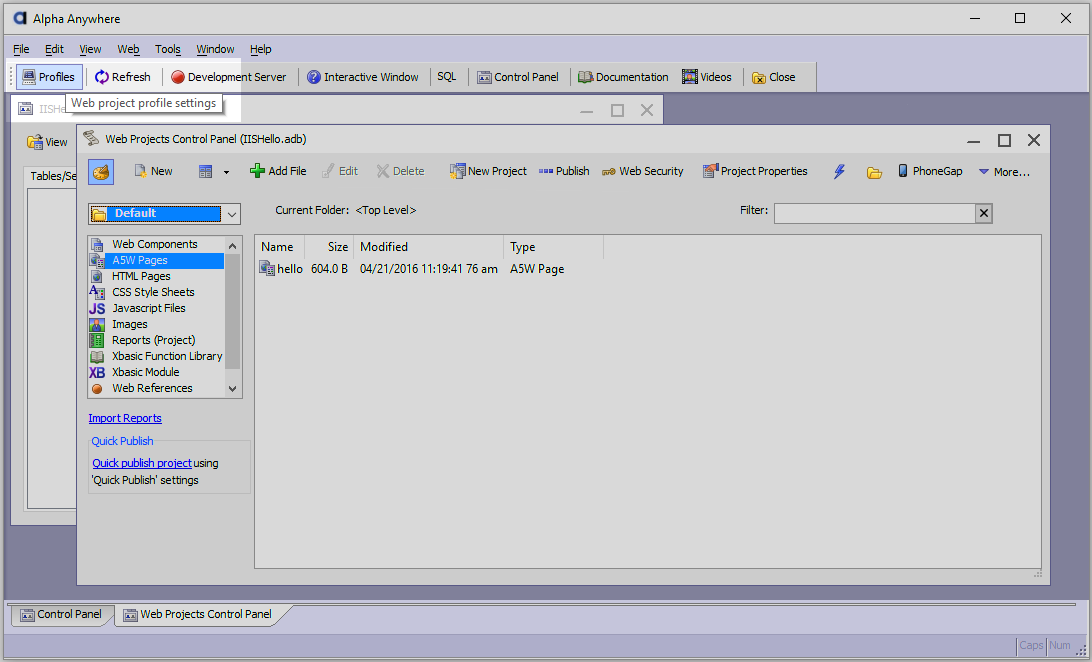 Alpha Anywhere
File Edit View Web Tools Window Help
Profiles Refresh Development Server Interactive Window SQL Control Panel Documentation Videos Close
Web project profile settings
IISHe
View
Web Projects Control Panel (IISHello.adb)
New Add File Edit Delete New Project Publish Web Security Project Properties PhoneGap More...
Tables/Se
Default
Current Folder: <Top Level>
Filter:
Web Components
A5W Pages
HTML Pages
CSS Style Sheets
JS Javascript Files
Images
Reports (Project)
Xbasic Function Library
XB Xbasic Module
Web References
Name Size Modified Type
hello 604.0 B 04/21/2016 11:19:41 76 am A5W Page
Import Reports
Quick Publish
Quick publish project using
'Quick Publish' settings
Control Panel Web Projects Control Panel
Caps Num